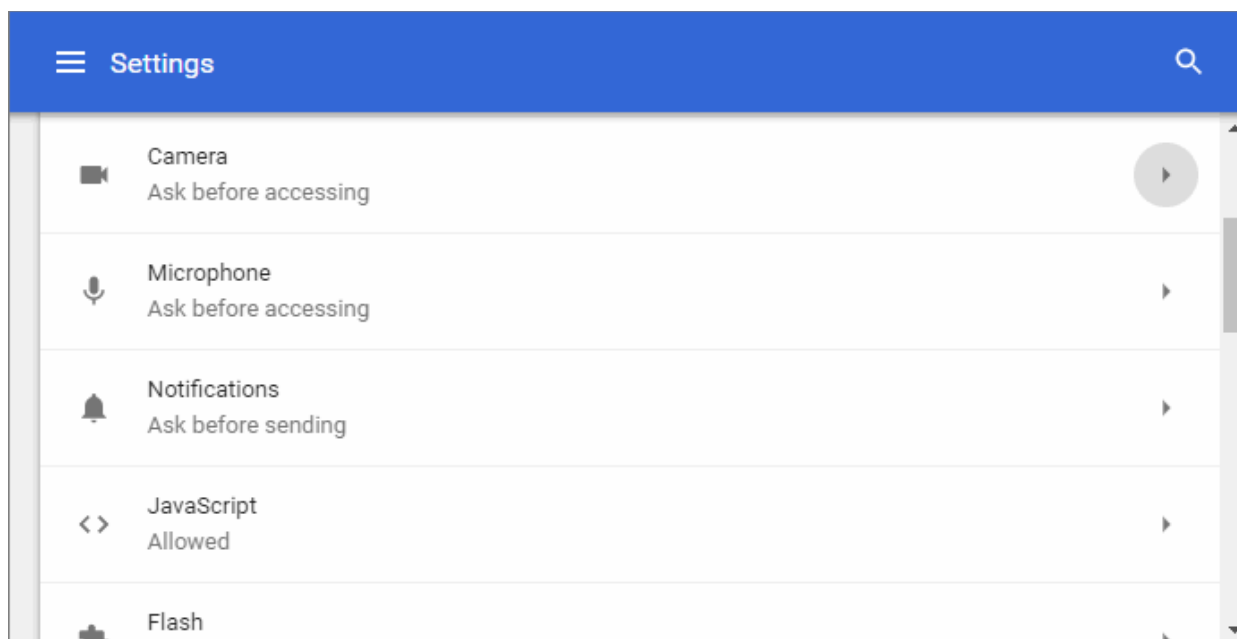 Settings
Camera
Ask before accessing
Microphone
Ask before accessing
Notifications
Ask before sending
JavaScript
Allowed
Flash